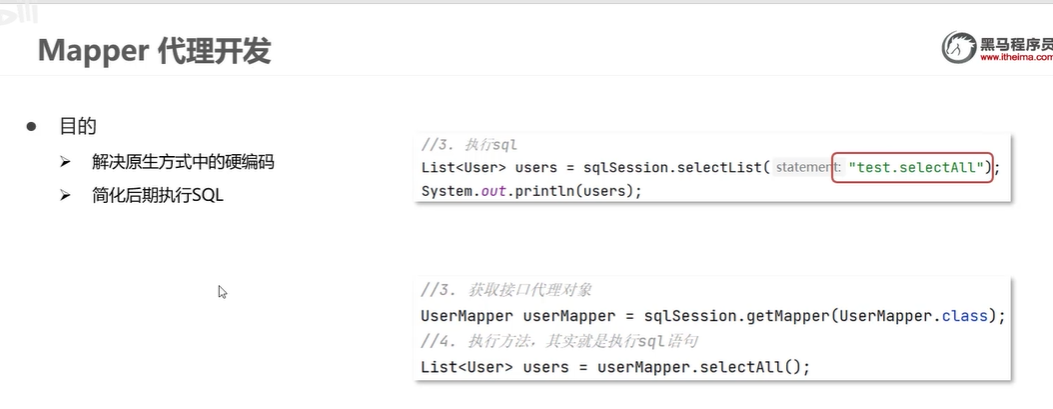 Mapper 代理开发
黑马程序员
www.itheima.com
目的
解决原生方式中的硬编码
简化后期执行SQL
//3. 执行sql
List<User> users = sqlSession.selectList( statement: "test.selectAll");
System.out.println(users);
//3. 获取接口代理对象
UserMapper userMapper = sqlSession.getMapper(UserMapper.class);
//4. 执行方法，其实就是执行sql语句
List<User> users = userMapper.selectAll();